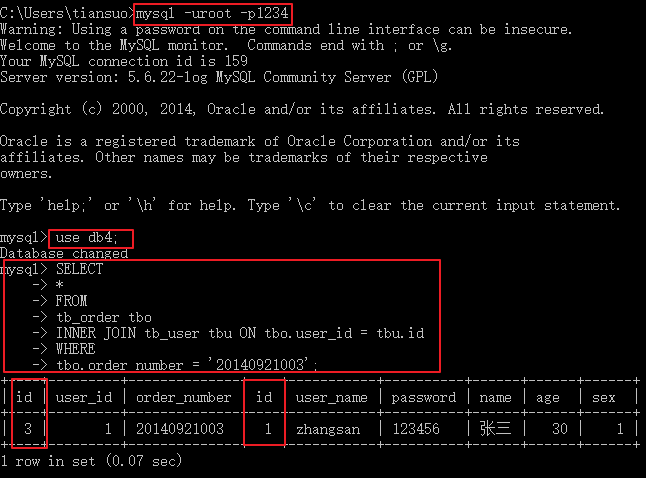 C:\Users\tiansuo>mysql -uroot -p1234
Warning: Using a password on the command line interface can be insecure.
Welcome to the MySQL monitor.  Commands end with ; or \g.
Your MySQL connection id is 159
Server version: 5.6.22-log MySQL Community Server (GPL)
Copyright (c) 2000, 2014, Oracle and/or its affiliates. All rights reserved.
Oracle is a registered trademark of Oracle Corporation and/or its
affiliates. Other names may be trademarks of their respective
owners.
Type 'help;' or '\h' for help. Type '\c' to clear the current input statement.
mysql> use db4;
Database changed
mysql> SELECT
    -> *
    -> FROM
    -> tb_order tbo
    -> INNER JOIN tb_user tbu ON tbo.user_id = tbu.id
    -> WHERE
    -> tbo.order_number = '20140921003';
| id | user_id | order_number | id | user_name | password | name | age | sex |
| 3 | 1 | 20140921003 | 1 | zhangsan | 123456 | 张三 | 30 | 1 |
1 row in set (0.07 sec)